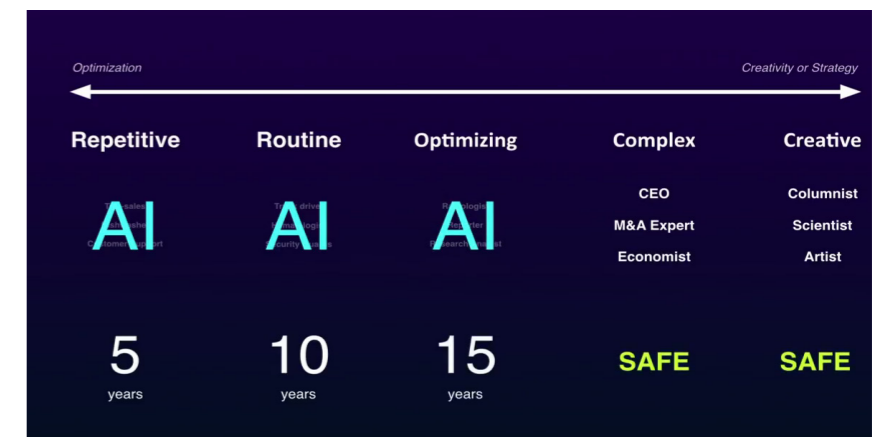 Optimization Creativity or Strategy
Repetitive Routine Optimizing Complex Creative
CEO Columnist
M&A Expert Scientist
Economist Artist
AI AI AI
5 10 15 SAFE SAFE
years years years